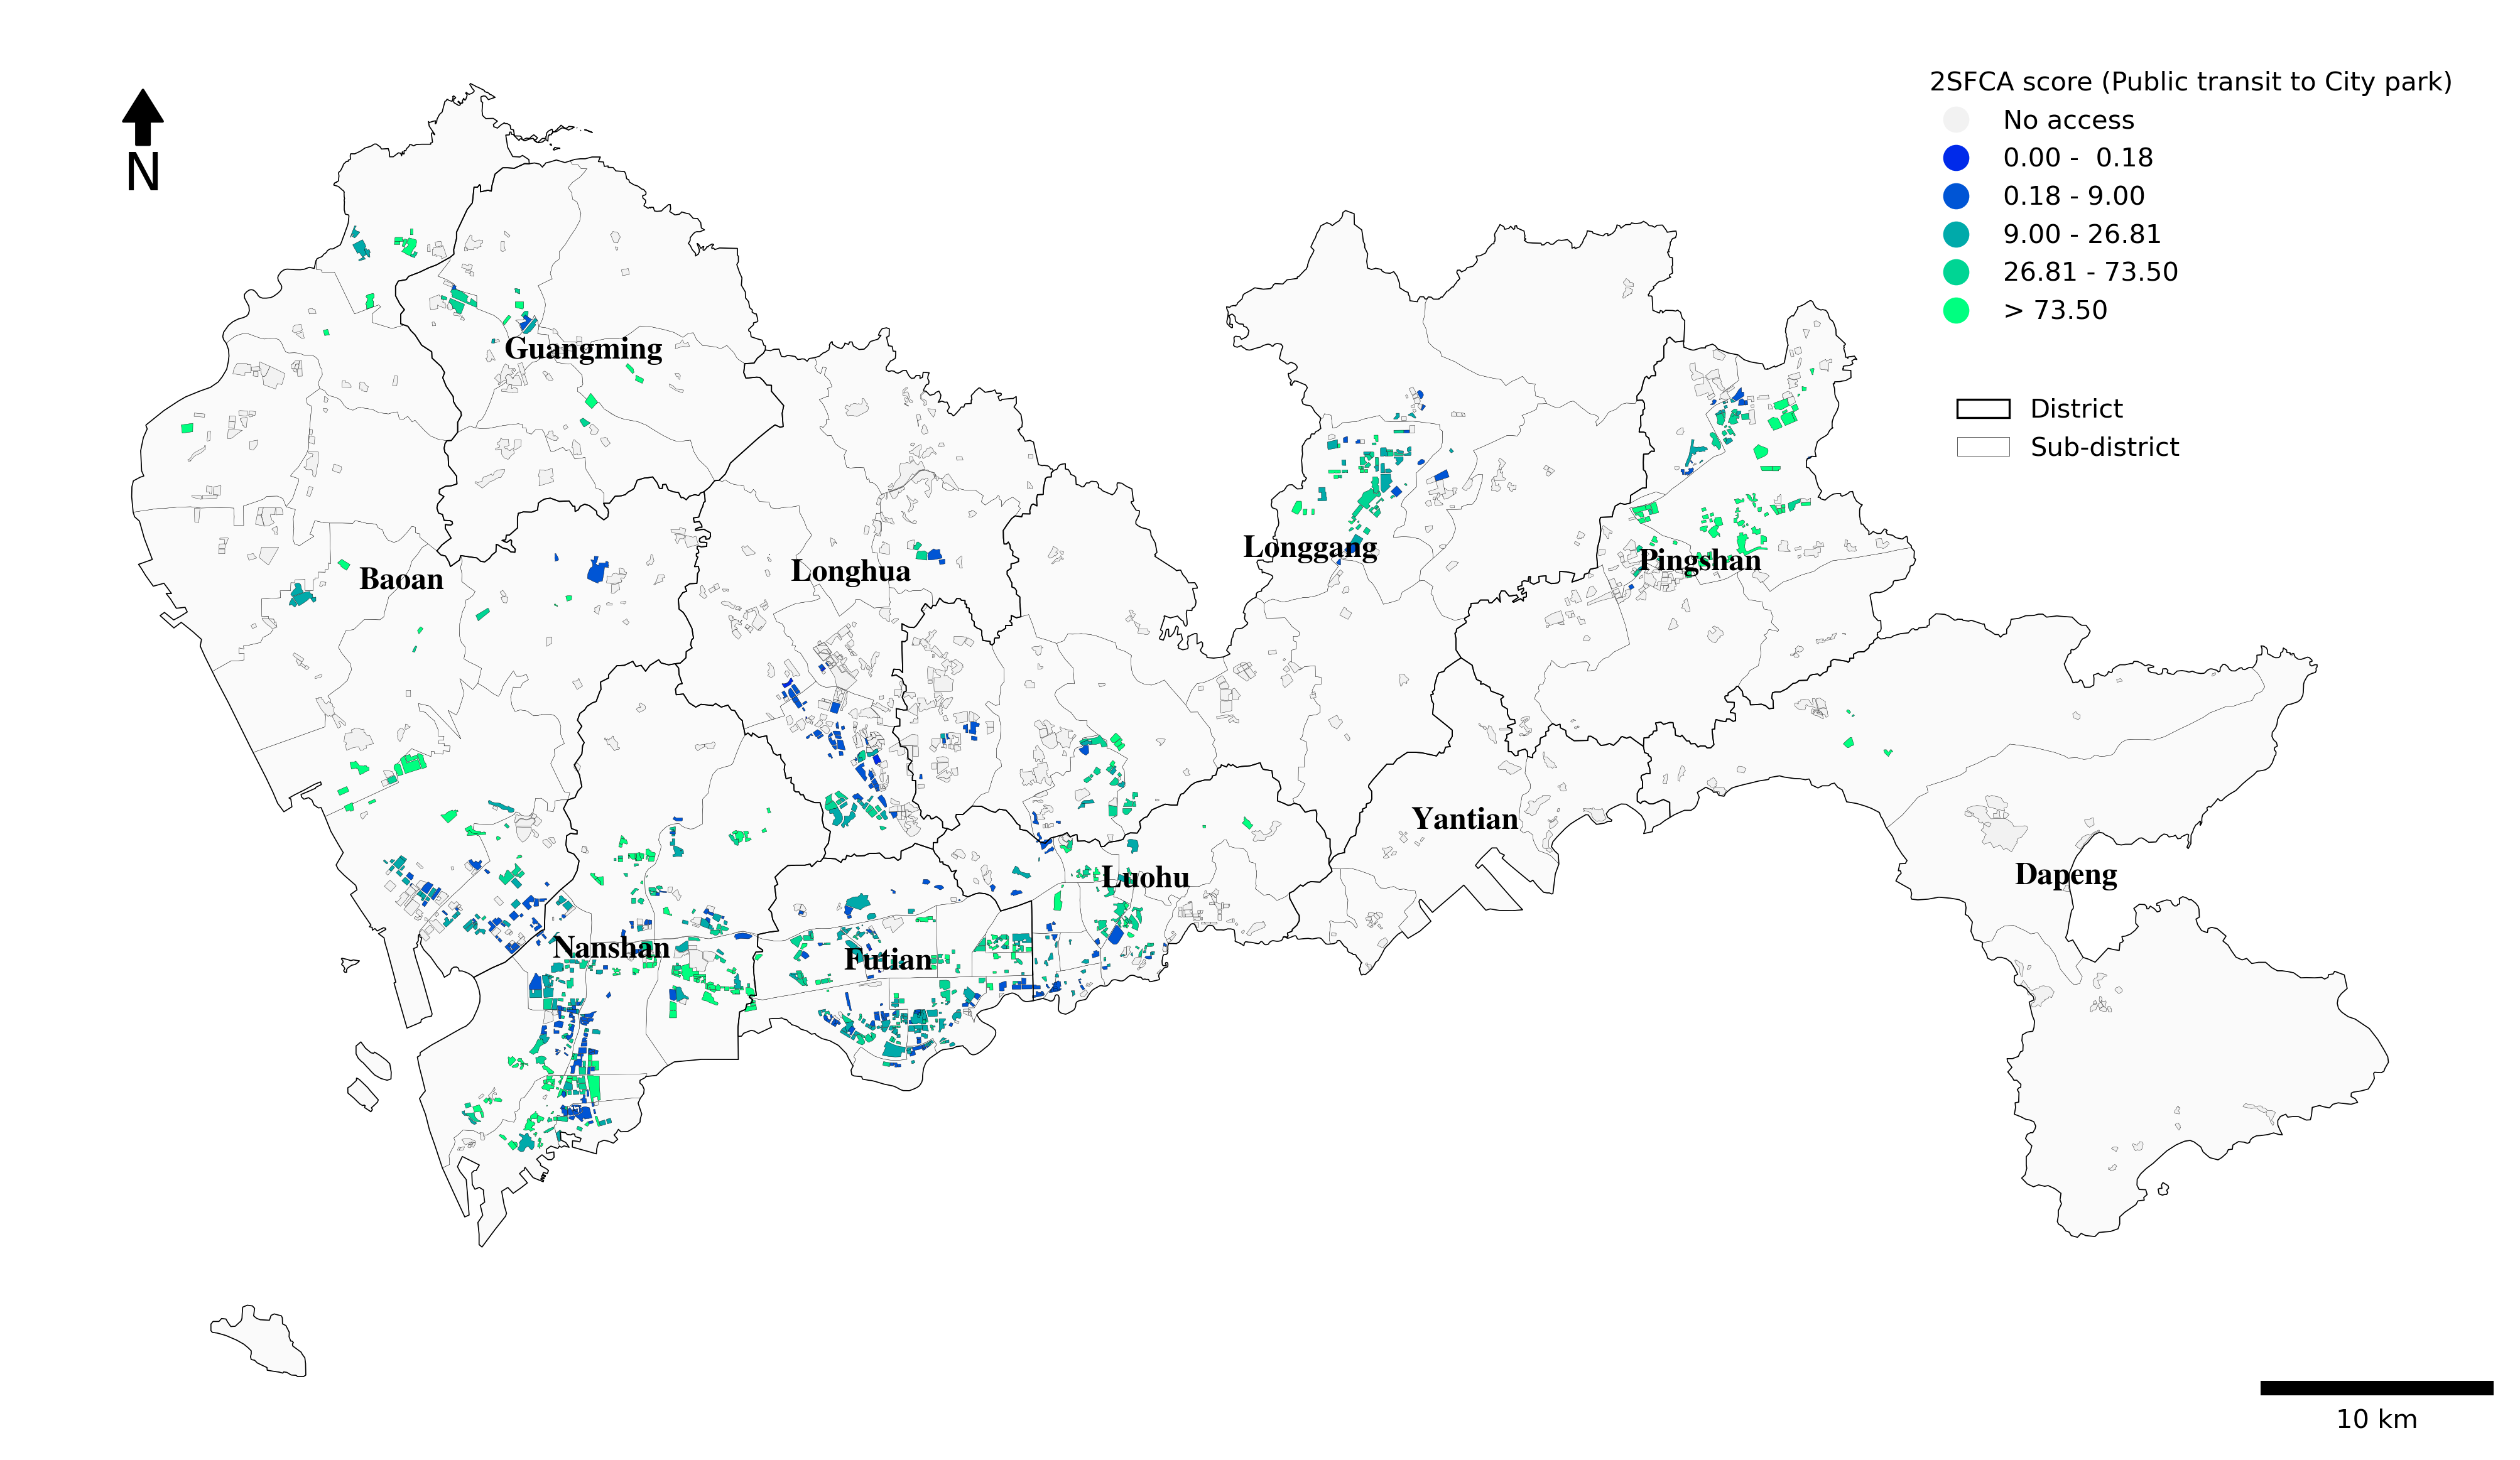 2SFCA score (Public transit to City park)
No access
0.00 -  0.18
0.18 - 9.00
9.00 - 26.81
26.81 - 73.50
> 73.50
District
Sub-district
N
Guangming
Baoan
Longhua
Longgang
Pingshan
Yantian
Luohu
Dapeng
Nanshan
Futian
10 km